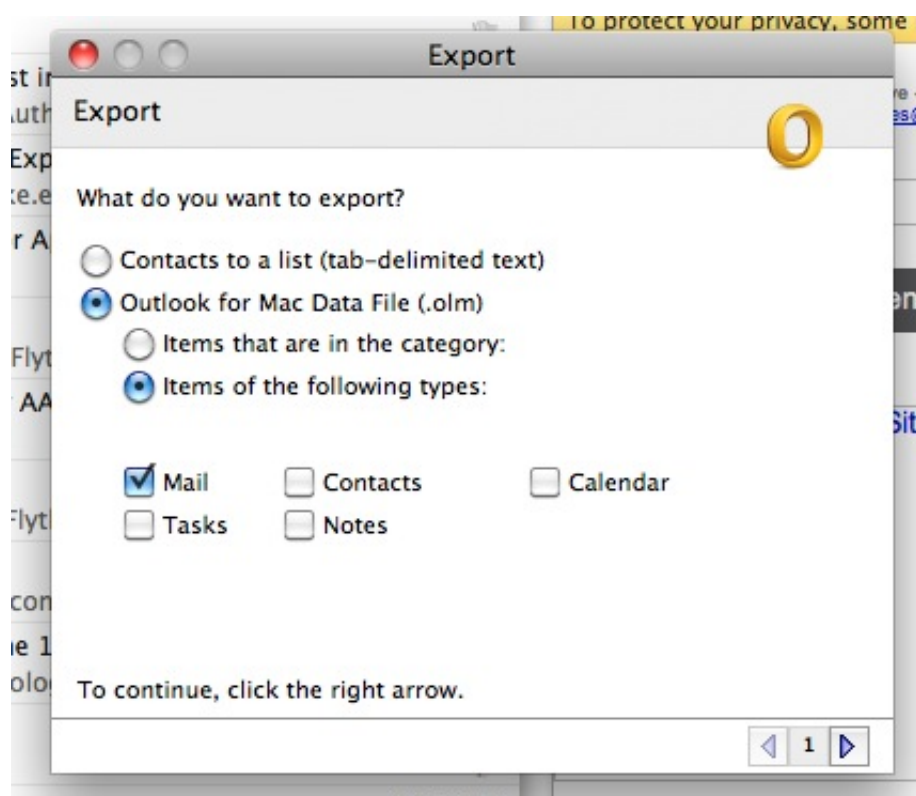 To protect your privacy, some
Export
Export
What do you want to export?
Contacts to a list (tab-delimited text)
Outlook for Mac Data File (.olm)
Items that are in the category:
Items of the following types:
Mail Contacts Calendar
Tasks Notes
To continue, click the right arrow.
1